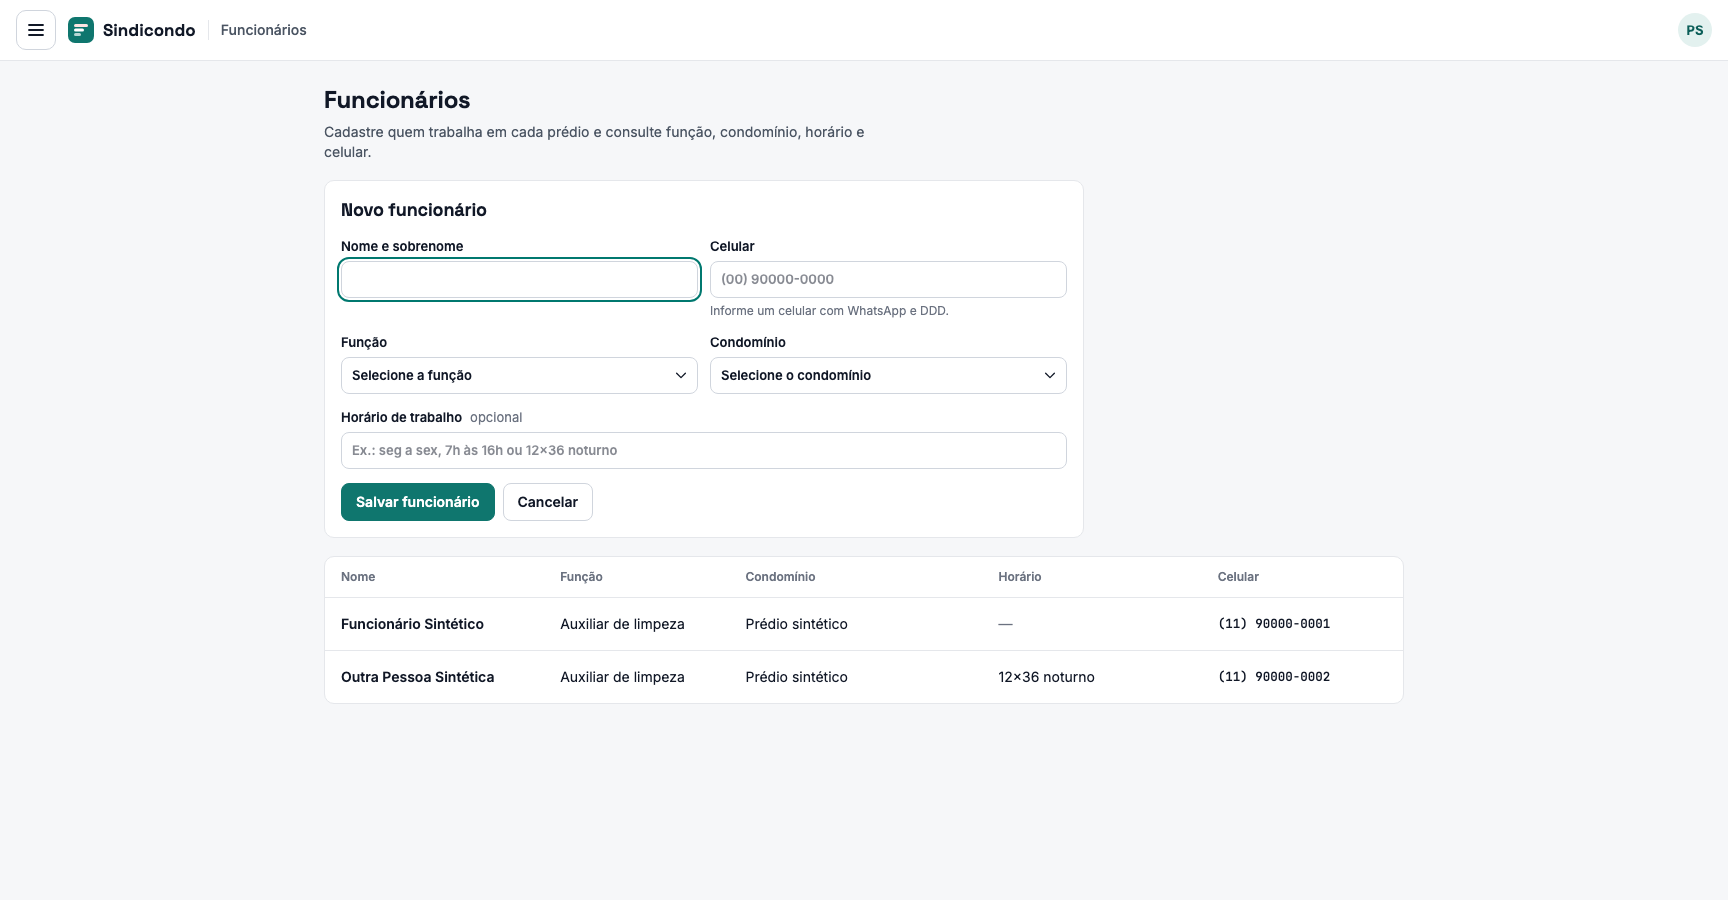 Sindicondo
Funcionários
PS
Funcionários
Cadastre quem trabalha em cada prédio e consulte função, condomínio, horário e
celular.
Novo funcionário
Nome e sobrenome
Celular
(00) 90000-0000
Informe um celular com WhatsApp e DDD.
Função
Condomínio
Selecione a função
Selecione o condomínio
Horário de trabalho opcional
Ex.: seg a sex, 7h às 16h ou 12×36 noturno
Salvar funcionário
Cancelar
Nome Função Condomínio Horário Celular
Funcionário Sintético Auxiliar de limpeza Prédio sintético — (11) 90000-0001
Outra Pessoa Sintética Auxiliar de limpeza Prédio sintético 12×36 noturno (11) 90000-0002